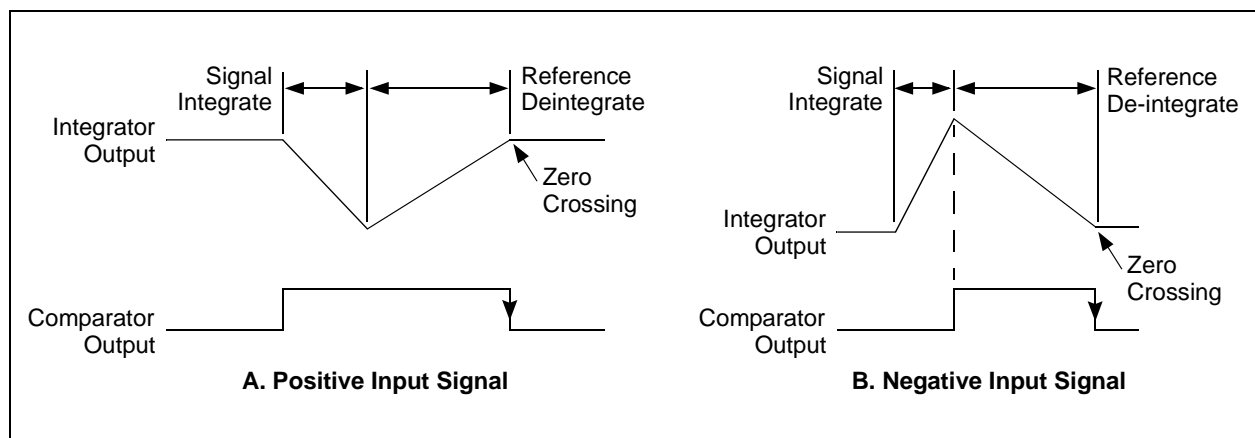 Signal
Integrate
Reference
Deintegrate
Integrator
Output
Zero
Crossing
Comparator
Output
A. Positive Input Signal
Signal
Integrate
Reference
De-integrate
Integrator
Output
Zero
Crossing
Comparator
Output
B. Negative Input Signal